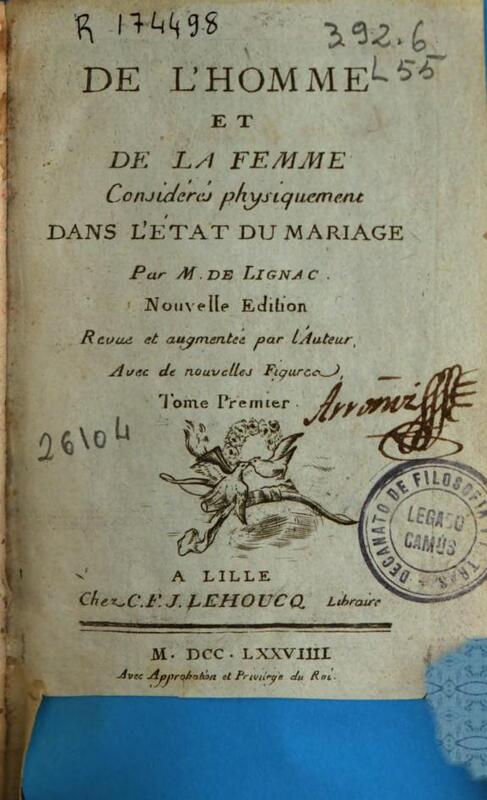 R 174498
392.6
L55
DE L'HOMME
ET
DE LA FEMME
Considérés physiquement
DANS L'ÉTAT DU MARIAGE
Par M. DE LIGNAC.
Nouvelle Edition
Revue et augmentée par l'Auteur,
Avec de nouvelles Figures,
Tome Premier.
26104
DECANATO DE FILOSOFIA
LEGADO
CAMUS
A LILLE
Chez C. F. J. LEHOUCQ Libraire
M. DCC. LXXVIIII
Avec Approbation et Privilege du Roi.